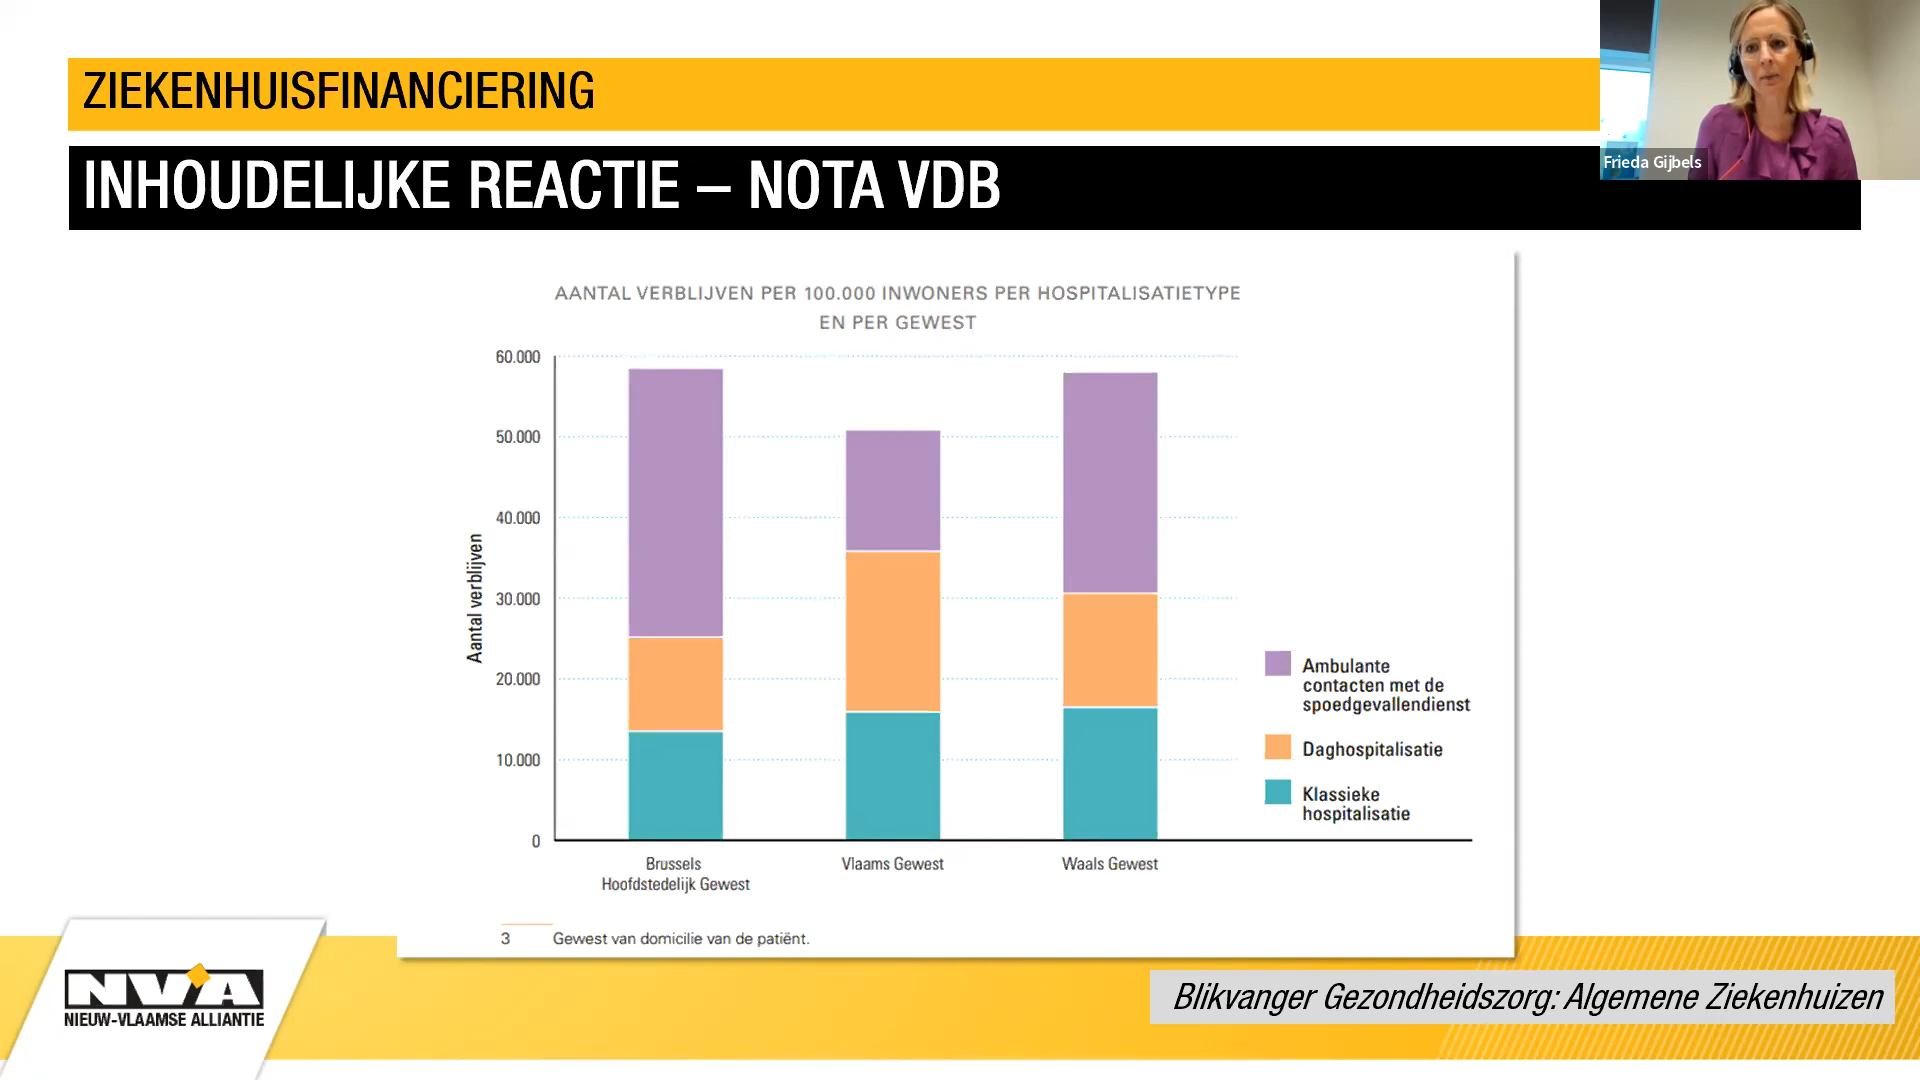 ZIEKENHUISFINANCIERING
INHOUDELIJKE REACTIE – NOTA VDB
Frieda Gijbels
AANTAL VERBLIJVEN PER 100.000 INWONERS PER HOSPITALISATIETYPE
EN PER GEWEST
Aantal verblijven
60.000
50.000
40.000
30.000
20.000
10.000
0
Brussels
Hoofdstedelijk Gewest
Vlaams Gewest
Waals Gewest
Ambulante
contacten met de
spoedgevallendienst
Daghospitalisatie
Klassieke
hospitalisatie
3 Gewest van domicilie van de patiënt.
N-VA
NIEUW-VLAAMSE ALLIANTIE
Blikvanger Gezondheidszorg: Algemene Ziekenhuizen